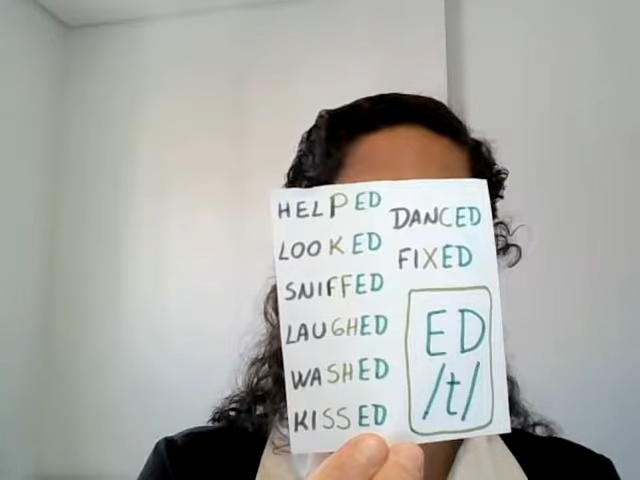 HELPED
LOOKED
SNIFFED
LAUGHED
WASHED
KISSED
DANCED
FIXED
ED
/t/